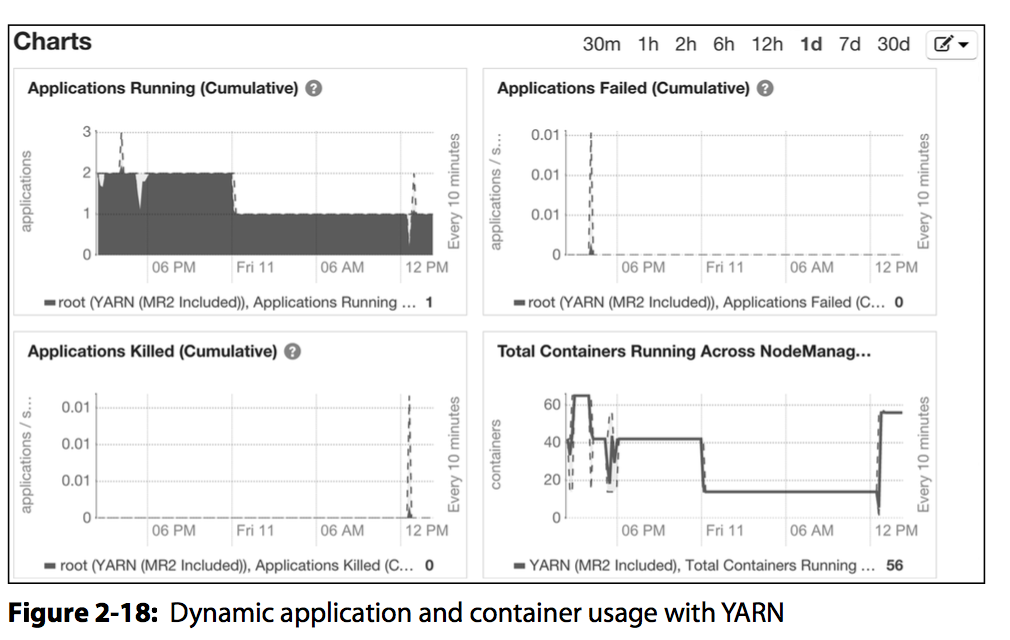 Charts
30m 1h 2h 6h 12h 1d 7d 30d
Applications Running (Cumulative) ?
applications
3
2
1
0
06 PM Fri 11 06 AM 12 PM
Every 10 minutes
root (YARN (MR2 Included)), Applications Running ... 1
Applications Failed (Cumulative) ?
applications / s...
0.01
0.01
0.01
0
06 PM Fri 11 06 AM 12 PM
Every 10 minutes
root (YARN (MR2 Included)), Applications Failed (C... 0
Applications Killed (Cumulative) ?
applications / s...
0.01
0.01
0.01
0
06 PM Fri 11 06 AM 12 PM
Every 10 minutes
root (YARN (MR2 Included)), Applications Killed (C... 0
Total Containers Running Across NodeManag...
containers
60
40
20
0
06 PM Fri 11 06 AM 12 PM
Every 10 minutes
YARN (MR2 Included), Total Containers Running ... 56
Figure 2-18: Dynamic application and container usage with YARN